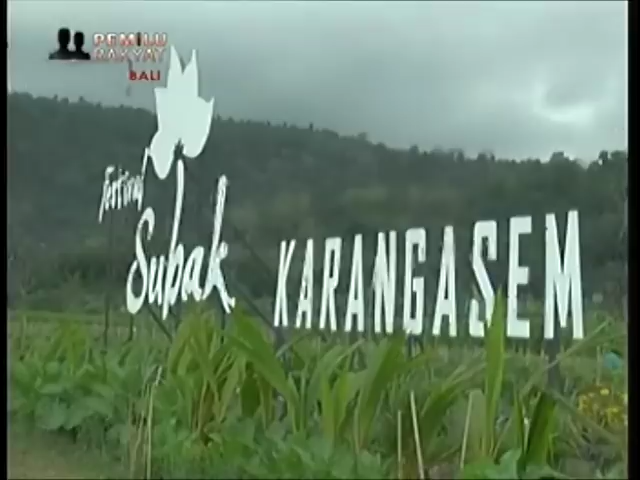 PEMILU
RAKYAT
BALI
Festival
Subak
KARANGASEM